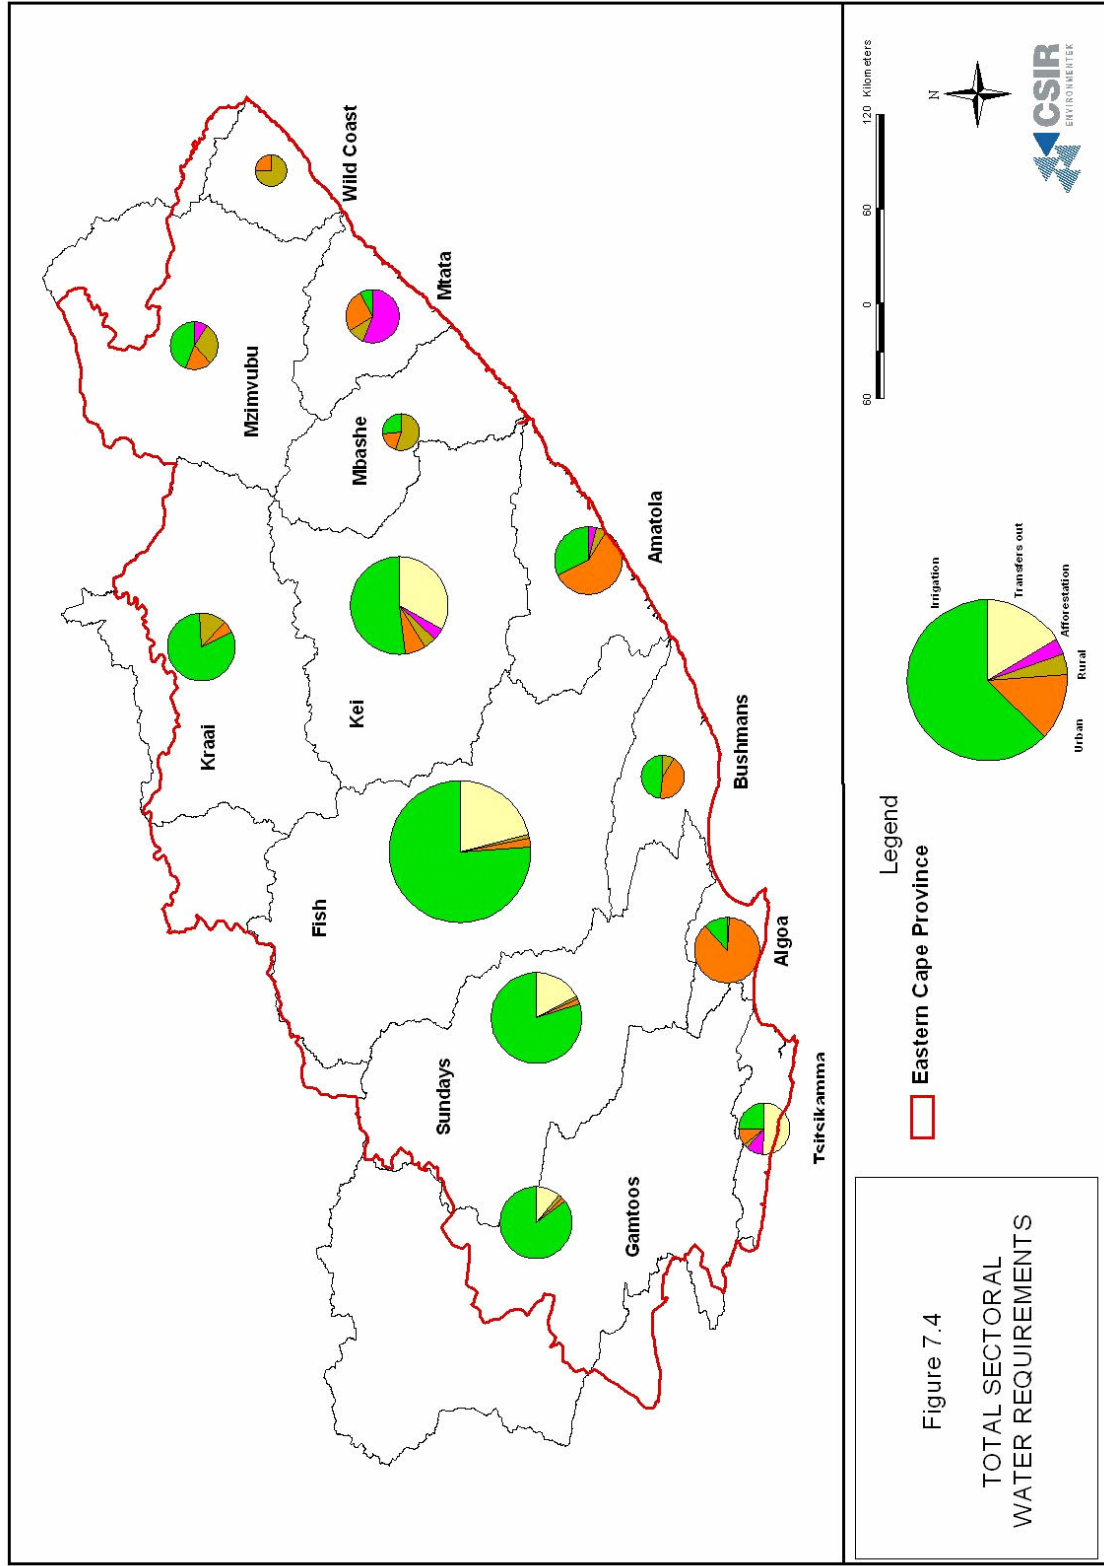 Wild Coast
Mtata
Mzimvubu
Mbashe
Amatola
Kei
Kraai
Bushmans
Fish
Algoa
Sundays
Tsitsikamma
Gamtoos
Figure 7.4
TOTAL SECTORAL
WATER REQUIREMENTS
Legend
Eastern Cape Province
Irrigation
Transfers out
Afforestation
Rural
Urban
60 0 60 120 Kilometers
N
CSIR
ENVIRONMENTEK